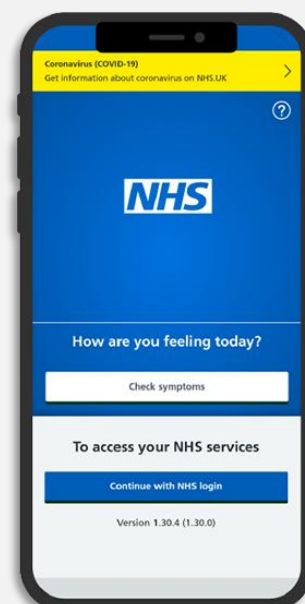 Coronavirus (COVID-19)
Get information about coronavirus on NHS.UK
?
NHS
How are you feeling today?
Check symptoms
To access your NHS services
Continue with NHS login
Version 1.30.4 (1.30.0)